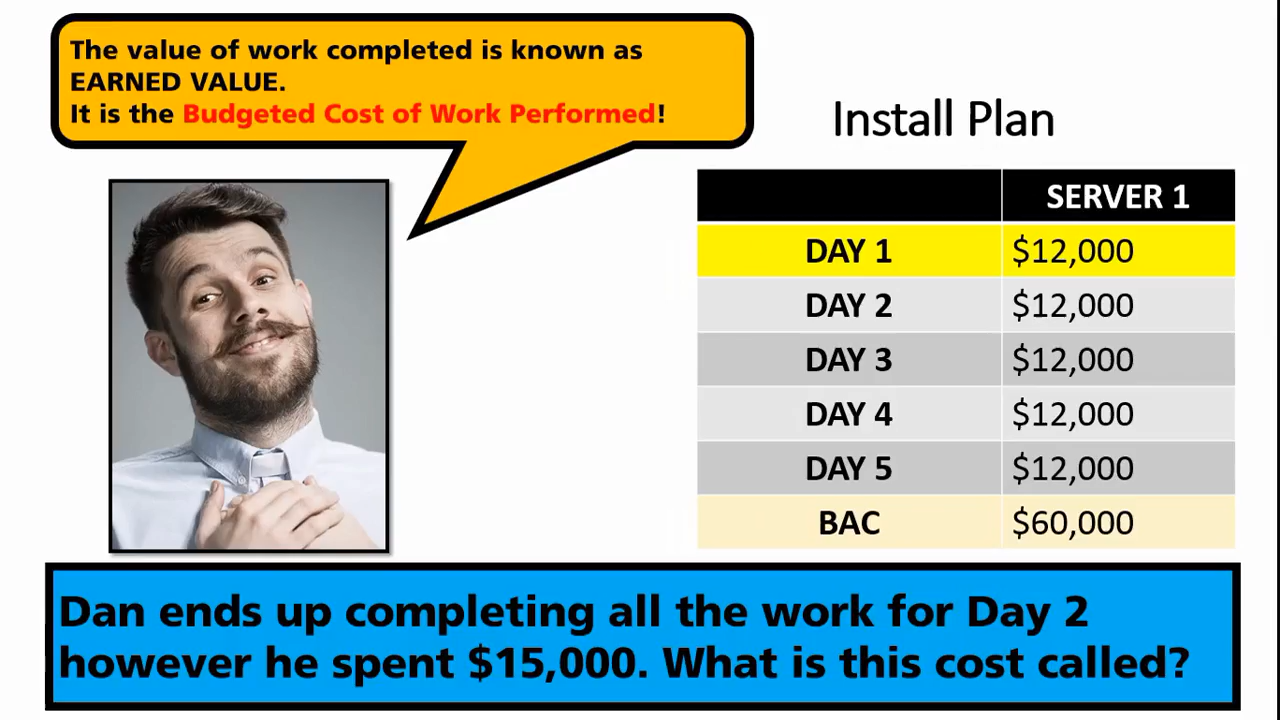 The value of work completed is known as
EARNED VALUE.
It is the Budgeted Cost of Work Performed!
Install Plan
SERVER 1
DAY 1 $12,000
DAY 2 $12,000
DAY 3 $12,000
DAY 4 $12,000
DAY 5 $12,000
BAC $60,000
Dan ends up completing all the work for Day 2
however he spent $15,000. What is this cost called?